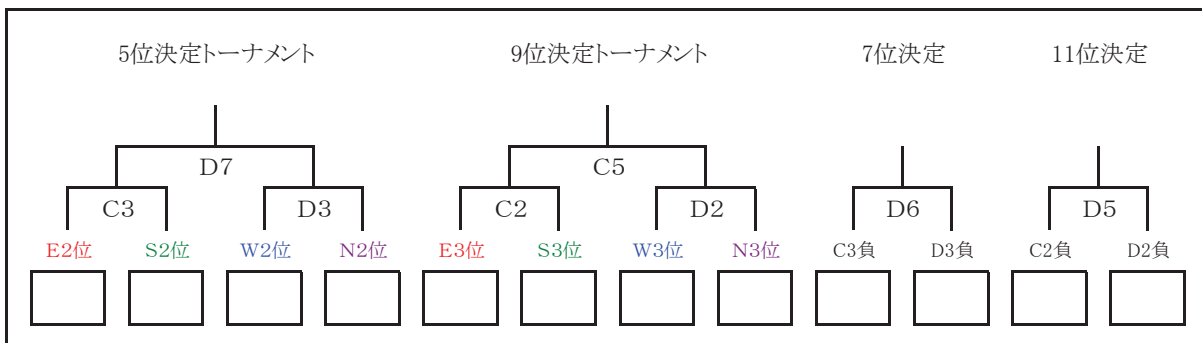 5位決定トーナメント 9位決定トーナメント 7位決定 11位決定
D7 C5
C3 D3 C2 D2 D6 D5
E2位 S2位 W2位 N2位 E3位 S3位 W3位 N3位 C3負 D3負 C2負 D2負